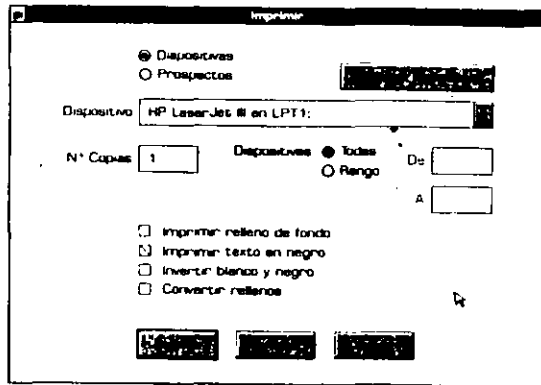 Imprimir
Diapositivas
Prospectos
Dispositivo HP LaserJet III en LPT1:
N° Copias 1 Diapositivas Todas De
Rango
A
Imprimir relleno de fondo
Imprimir texto en negro
Invertir blanco y negro
Convertir rellenos